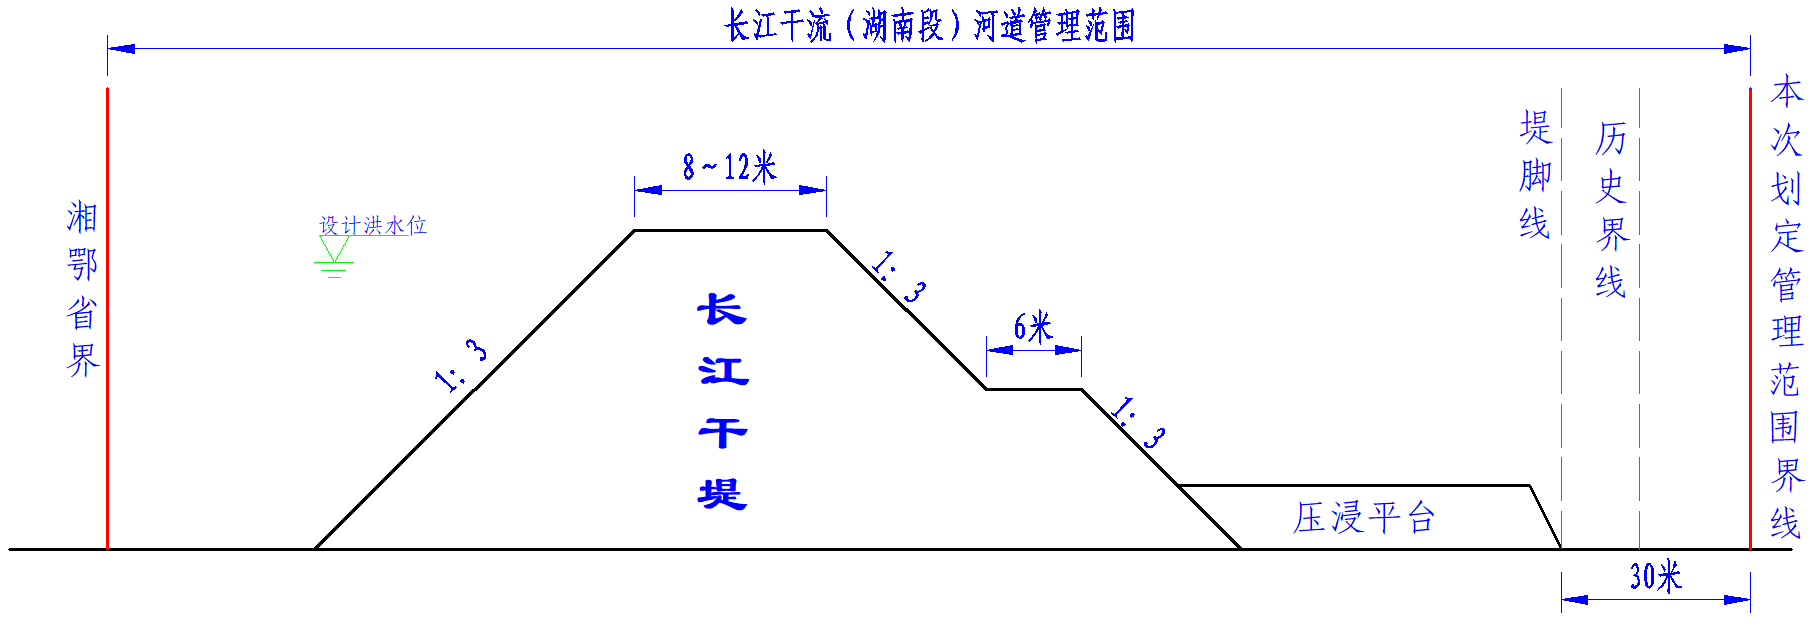 长江干流（湖南段）河道管理范围
湘鄂省界
设计洪水位
8~12米
1:3
长江干堤
1:3
6米
1:3
压浸平台
堤脚线
历史界线
本次划定管理范围界线
30米